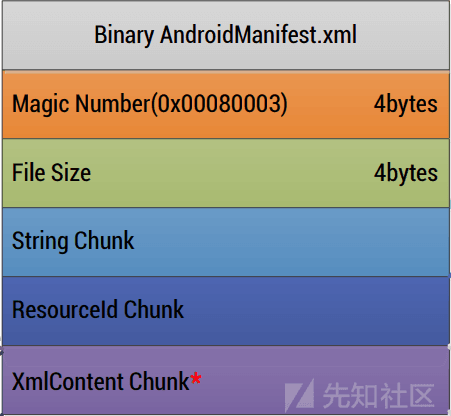 Binary AndroidManifest.xml
Magic Number(0x00080003) 4bytes
File Size 4bytes
String Chunk
ResourceId Chunk
XmlContent Chunk*
先知社区